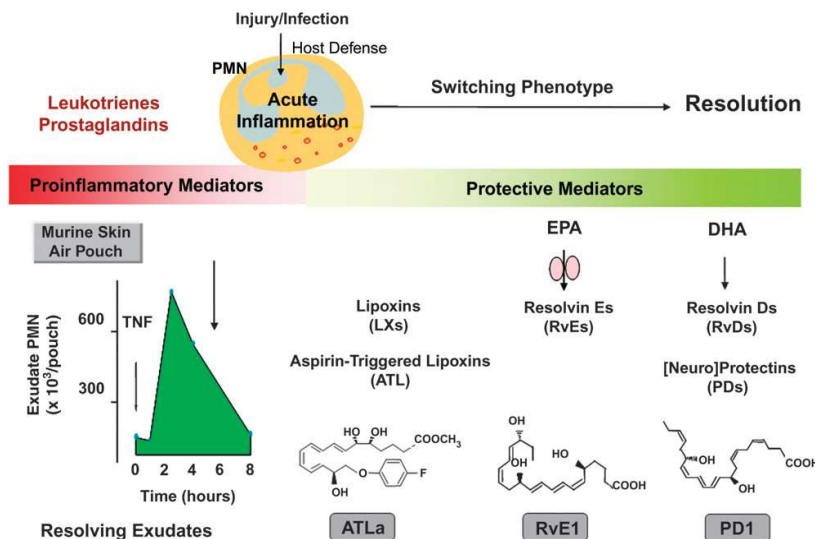 Injury/Infection
Host Defense
PMN
Acute
Inflammation
Leukotrienes
Prostaglandins
Switching Phenotype
Resolution
Proinflammatory Mediators
Protective Mediators
Murine Skin
Air Pouch
EPA
DHA
TNF
Exudate PMN
(x 10³/pouch)
600
300
0 2 4 8
Time (hours)
Resolving Exudates
Lipoxins
(LXs)
Aspirin-Triggered Lipoxins
(ATL)
Resolvin Es
(RvEs)
Resolvin Ds
(RvDs)
[Neuro]Protectins
(PDs)
HO OH
COOCH₃
O
F
OH
ATLa
OH
OH
HO
COOH
RvE1
OH
COOH
OH
PD1